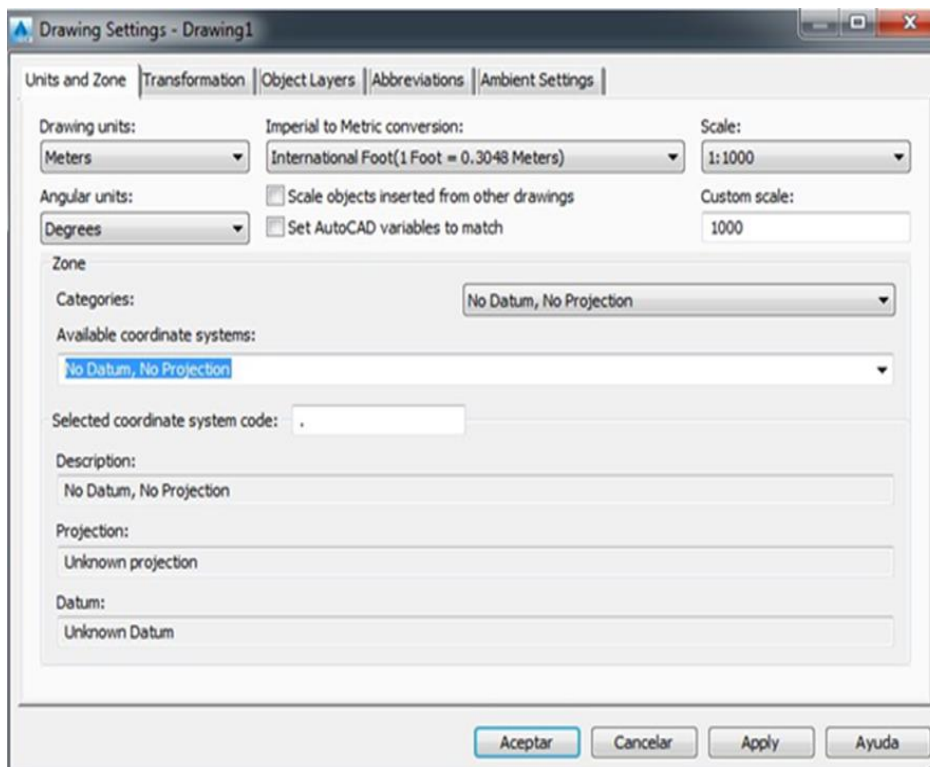 Drawing Settings - Drawing1
Units and Zone Transformation Object Layers Abbreviations Ambient Settings
Drawing units: Imperial to Metric conversion: Scale:
Meters International Foot(1 Foot = 0.3048 Meters) 1:1000
Angular units: Scale objects inserted from other drawings Custom scale:
Degrees Set AutoCAD variables to match 1000
Zone
Categories: No Datum, No Projection
Available coordinate systems:
No Datum, No Projection
Selected coordinate system code: .
Description:
No Datum, No Projection
Projection:
Unknown projection
Datum:
Unknown Datum
Aceptar Cancelar Apply Ayuda